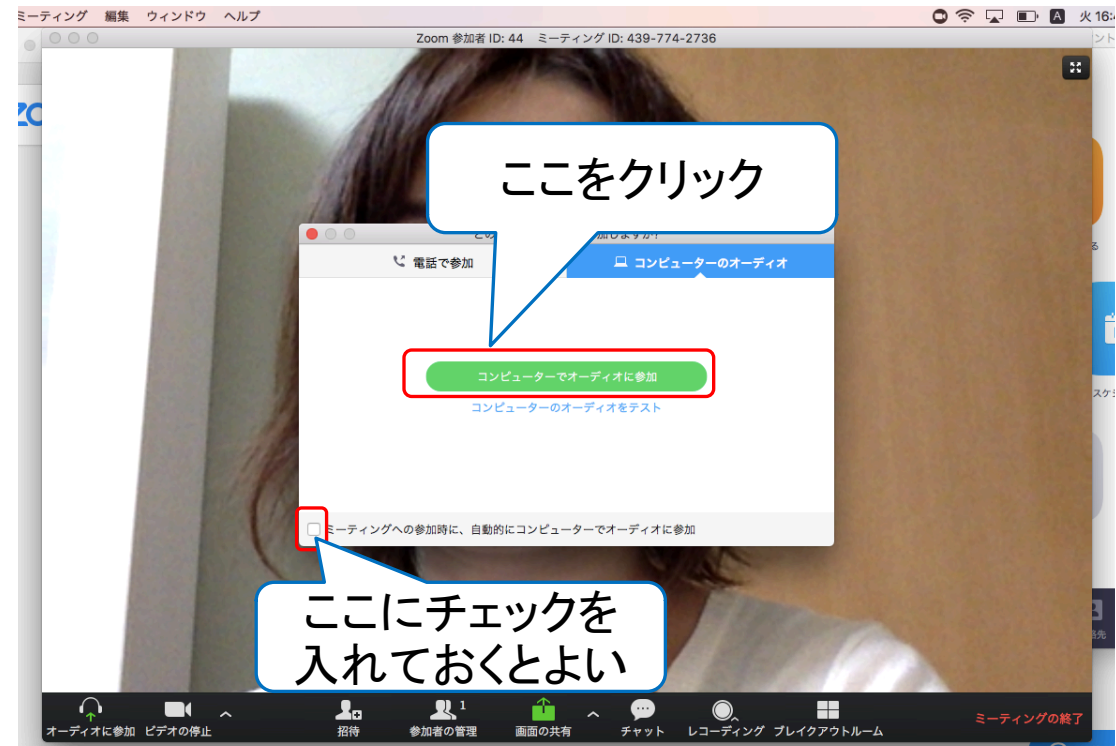 ミーティング 編集 ウィンドウ ヘルプ
A 火 16:
Zoom 参加者 ID: 44 ミーティング ID: 439-774-2736
ここをクリック
電話で参加
コンピューターのオーディオ
コンピューターでオーディオに参加
コンピューターのオーディオをテスト
ミーティングへの参加時に、自動的にコンピューターでオーディオに参加
ここにチェックを
入れておくとよい
オーディオに参加 ビデオの停止 招待 参加者の管理 1 画面の共有 チャット レコーディング ブレイクアウトルーム ミーティングの終了